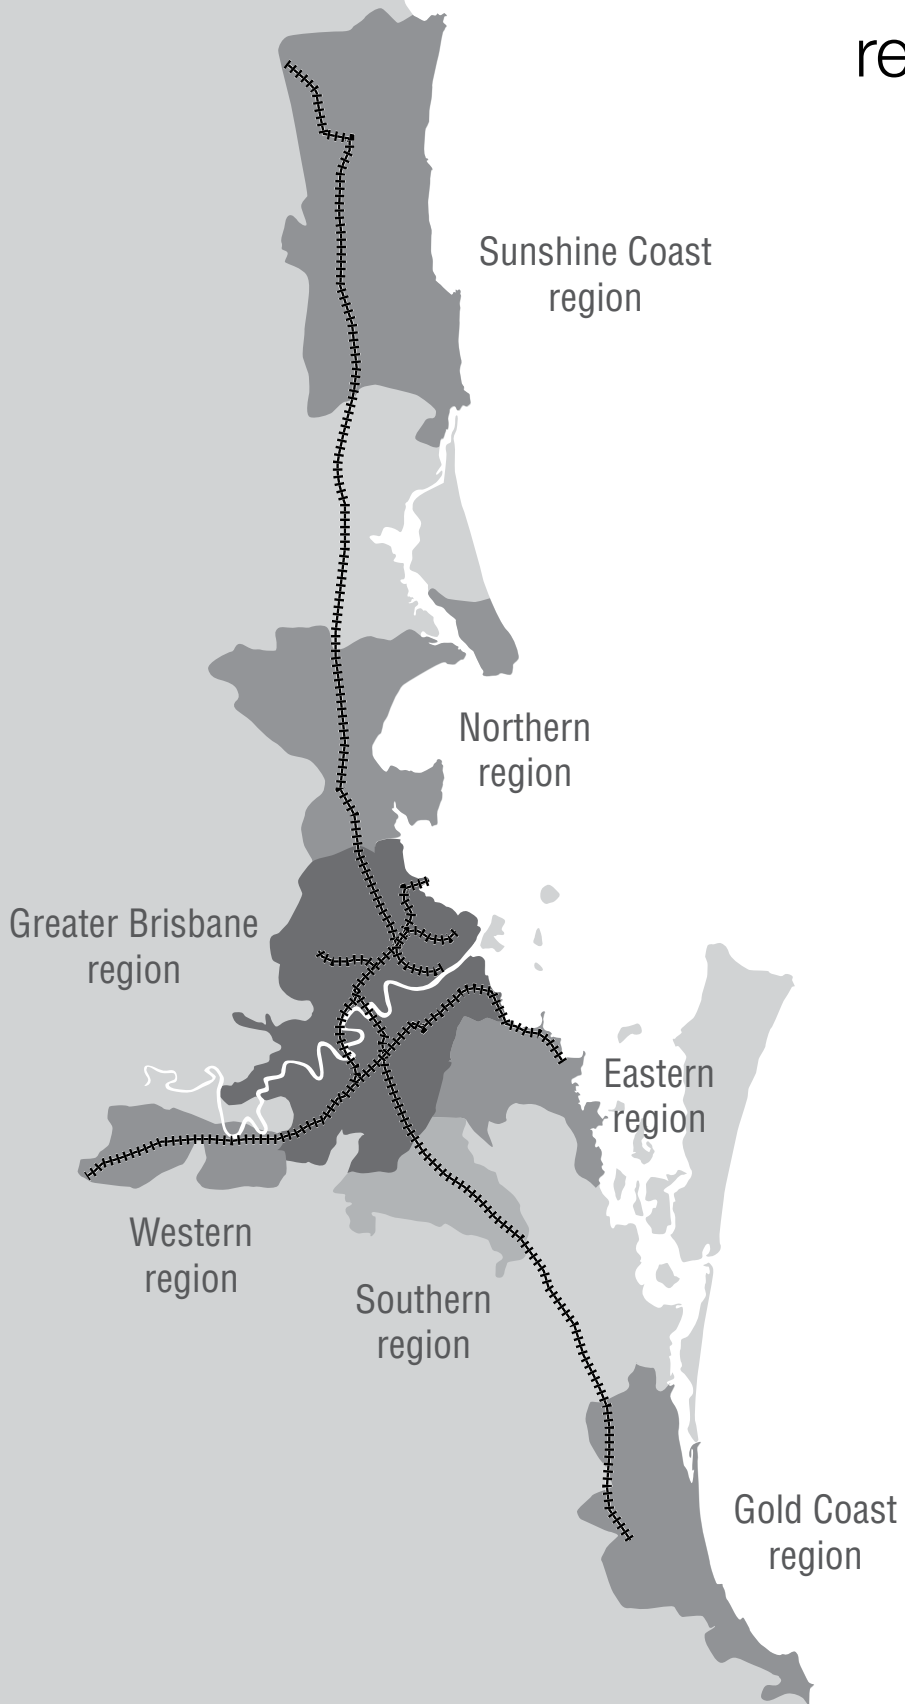 re
Sunshine Coast
region
Northern
region
Greater Brisbane
region
Eastern
region
Western
region
Southern
region
Gold Coast
region